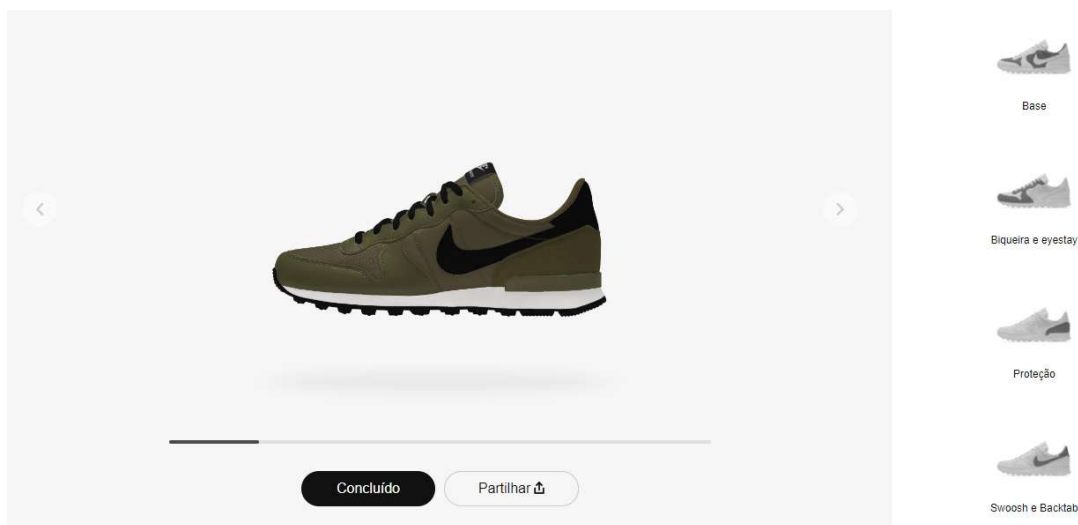 Base
Biqueira e eyestay
Proteção
Swoosh e Backtab
Concluído
Partilhar